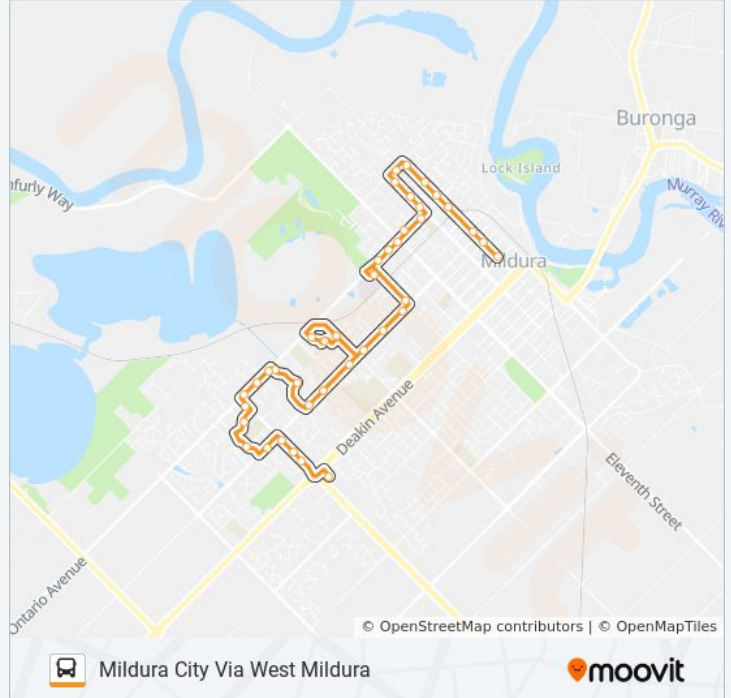 Buronga
Lock Island
nfurly Way
Murray Riv
Mildura
Deakin Avenue
Eleventh Street
Ontario Avenue
© OpenStreetMap contributors | © OpenMapTiles
Mildura City Via West Mildura
moovit